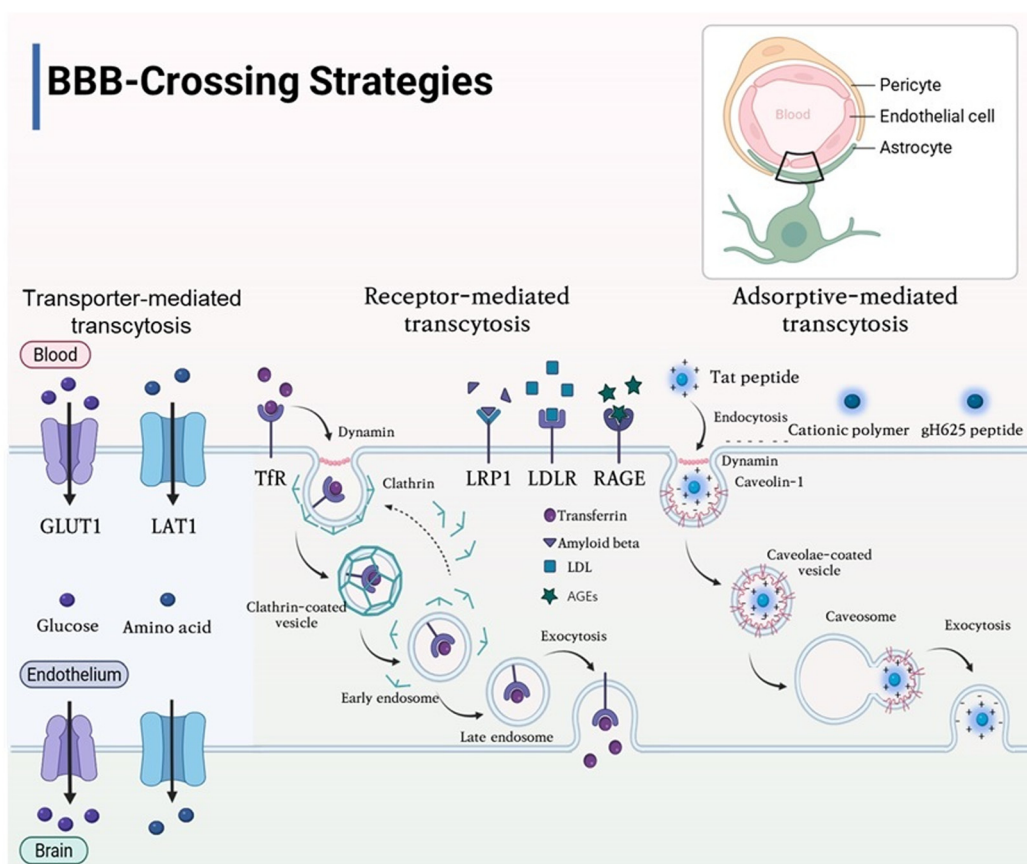 BBB-Crossing Strategies
Blood
Pericyte
Endothelial cell
Astrocyte
Transporter-mediated
transcytosis
Blood
GLUT1
LAT1
Glucose
Amino acid
Endothelium
Brain
Receptor-mediated
transcytosis
TfR
Dynamin
Clathrin
LRP1
LDLR
RAGE
Transferrin
Amyloid beta
LDL
AGEs
Clathrin-coated
vesicle
Early endosome
Late endosome
Exocytosis
Adsorptive-mediated
transcytosis
Tat peptide
Endocytosis
Cationic polymer
gH625 peptide
Dynamin
Caveolin-1
Caveolae-coated
vesicle
Caveosome
Exocytosis